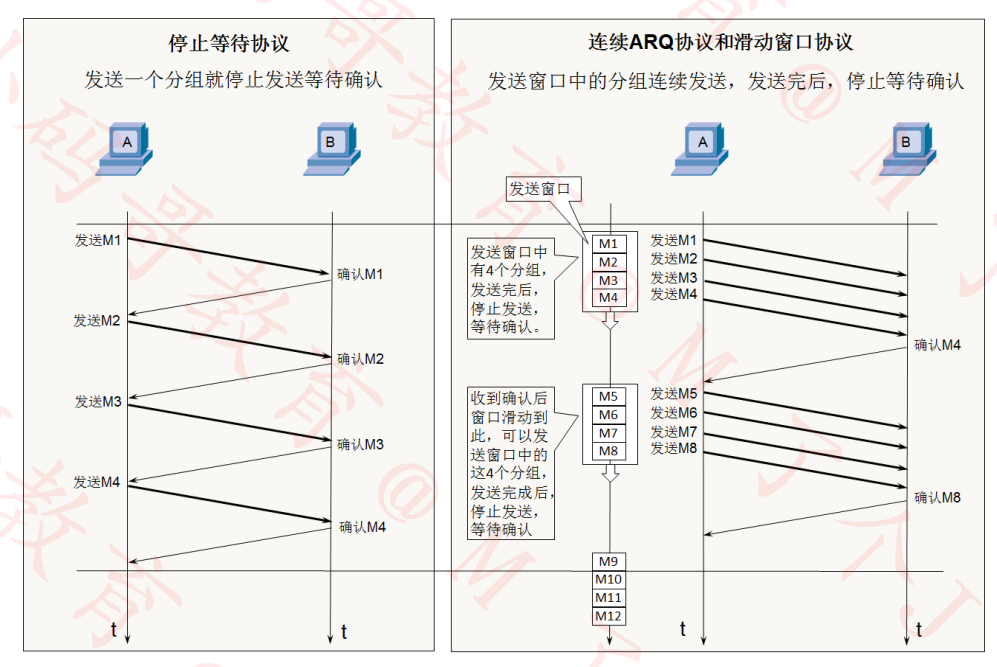 停止等待协议
发送一个分组就停止发送等待确认
A
B
发送M1
确认M1
发送M2
确认M2
发送M3
确认M3
发送M4
确认M4
t
t
连续ARQ协议和滑动窗口协议
发送窗口中的分组连续发送，发送完后，停止等待确认
A
B
发送窗口
发送窗口中
有4个分组，
发送完后，
停止发送，
等待确认。
M1
M2
M3
M4
发送M1
发送M2
发送M3
发送M4
确认M4
收到确认后
窗口滑动到
此，可以发
送窗口中的
这4个分组，
发送完成后，
停止发送，
等待确认
M5
M6
M7
M8
发送M5
发送M6
发送M7
发送M8
确认M8
M9
M10
M11
M12
t
t